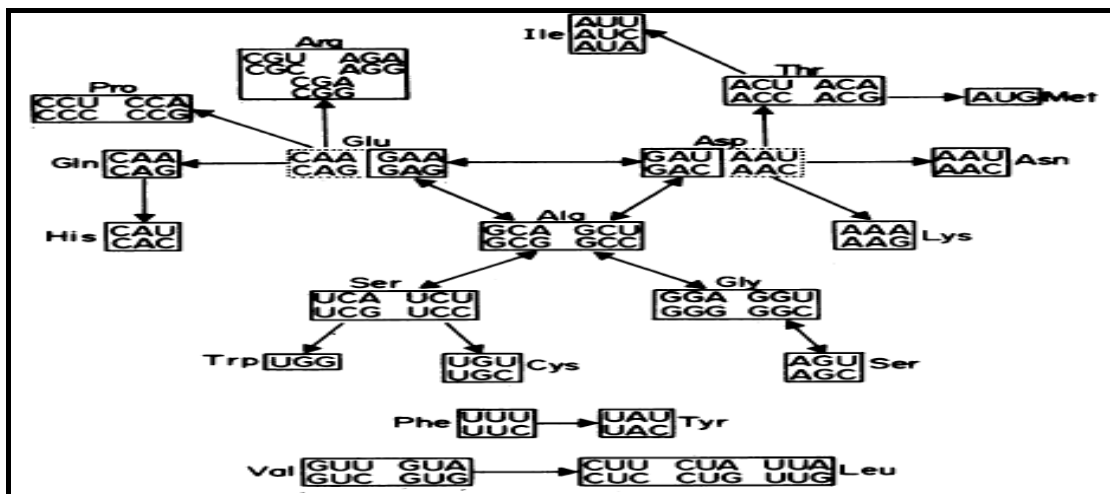 Ile AUU
AUC
AUA
Arg
CGU AGA
CGC AGG
CGA
CGG
Thr
ACU ACA
ACC ACG
AUG Met
Pro
CCU CCA
CCC CCG
Glu
Gln CAA
CAG
CAA GAA
CAG GAG
Asp
GAU AAU
GAC AAC
AAU Asn
AAC
His CAU
CAC
Ala
GCA GCU
GCG GCC
AAA Lys
AAG
Ser
UCA UCU
UCG UCC
Gly
GGA GGU
GGG GGC
Trp UGG
UGU Cys
UGC
AGU Ser
AGC
Phe UUU
UUC
UAU Tyr
UAC
Val GUU GUA
GUC GUG
CUU CUA UUA Leu
CUC CUG UUG